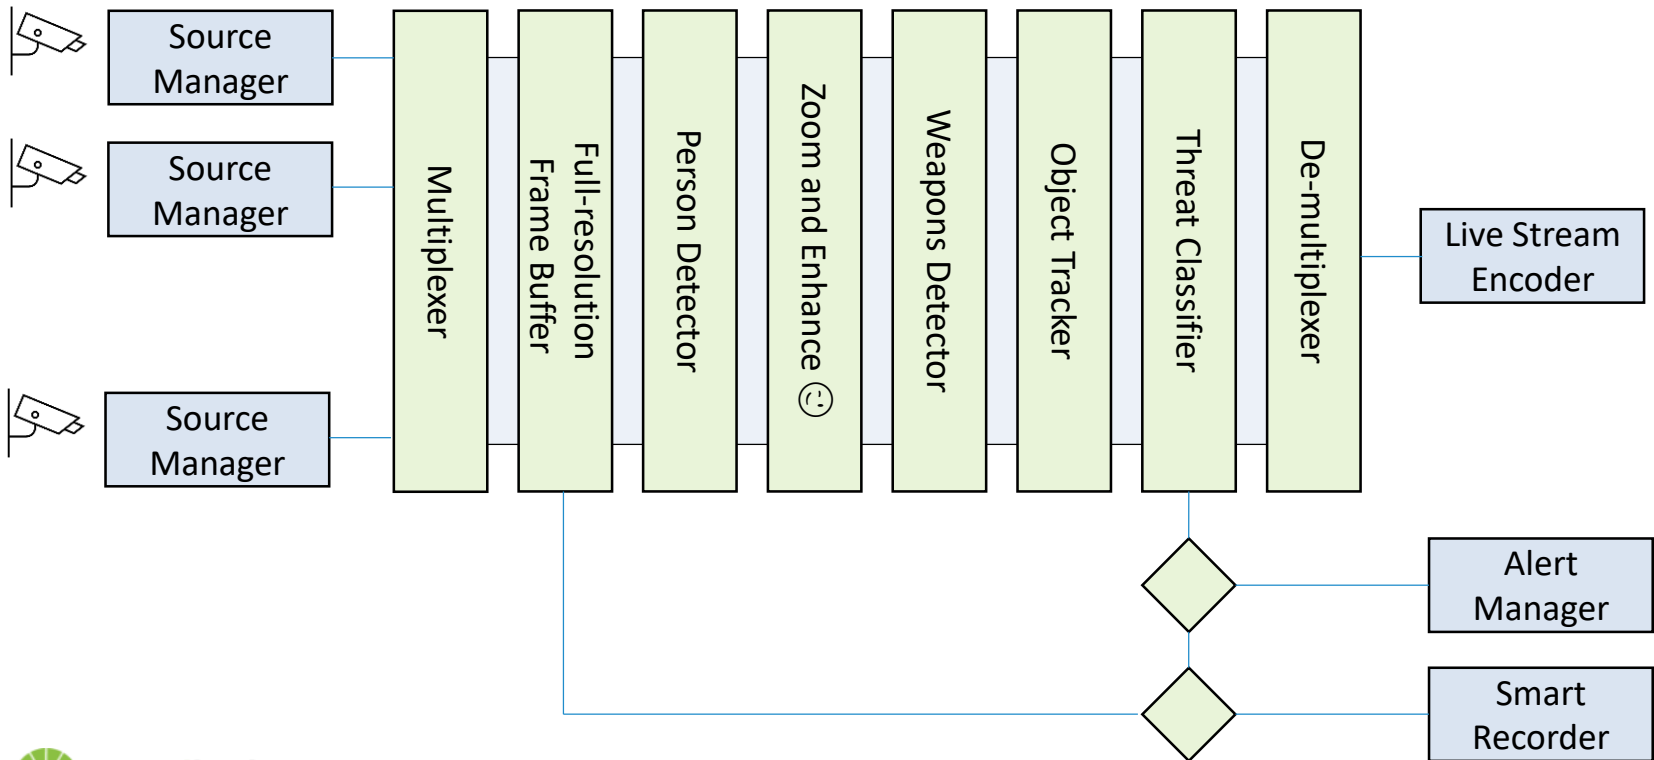 Source
Manager
Source
Manager
Source
Manager
Multiplexer
Full-resolution
Frame Buffer
Person Detector
Zoom and Enhance 😉
Weapons Detector
Object Tracker
Threat Classifier
De-multiplexer
Live Stream
Encoder
Alert
Manager
Smart
Recorder